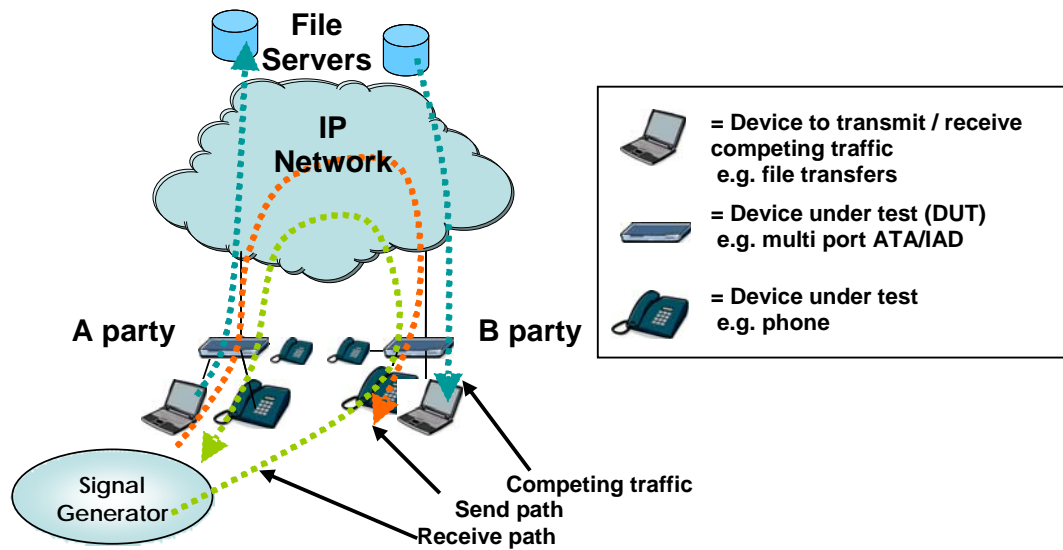 File
Servers
IP
Network
A party
B party
Signal
Generator
Competing traffic
Send path
Receive path
= Device to transmit / receive
competing traffic
e.g. file transfers
= Device under test (DUT)
e.g. multi port ATA/IAD
= Device under test
e.g. phone